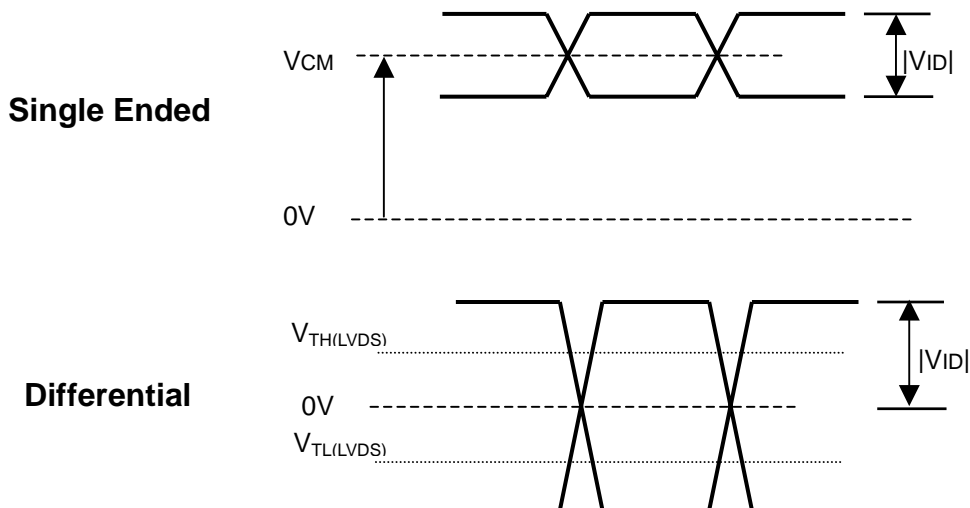 VCM
|VID|
Single Ended
0V
VTH(LVDS)
|VID|
Differential
0V
VTL(LVDS)